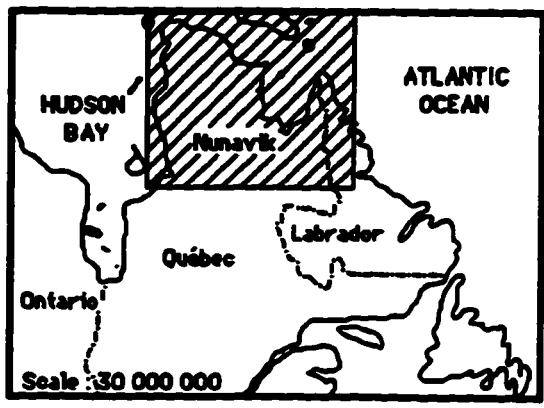 HUDSON
BAY
Nunavik
ATLANTIC
OCEAN
Québec
Labrador
Ontario
Scale : 30 000 000